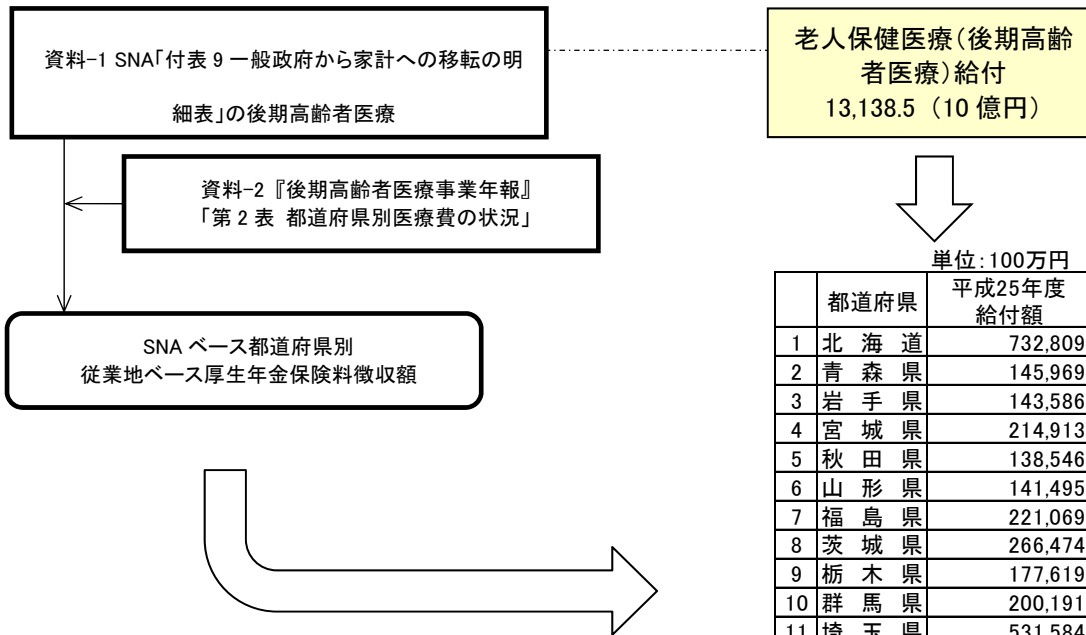 資料-1 SNA「付表 9 一般政府から家計への移転の明
細表」の後期高齢者医療
老人保健医療(後期高齢
者医療)給付
13,138.5 (10 億円)
資料-2 『後期高齢者医療事業年報』
「第 2 表 都道府県別医療費の状況」
SNA ベース都道府県別
従業地ベース厚生年金保険料徴収額
単位:100万円
都道府県 平成25年度
給付額
1 北 海 道 732,809
2 青 森 県 145,969
3 岩 手 県 143,586
4 宮 城 県 214,913
5 秋 田 県 138,546
6 山 形 県 141,495
7 福 島 県 221,069
8 茨 城 県 266,474
9 栃 木 県 177,619
10 群 馬 県 200,191
11 埼 玉 県 531,584